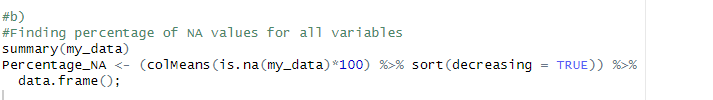 #b)
#Finding percentage of NA values for all variables
summary(my_data)
Percentage_NA <- (colMeans(is.na(my_data)*100) %>% sort(decreasing = TRUE)) %>%
  data.frame();